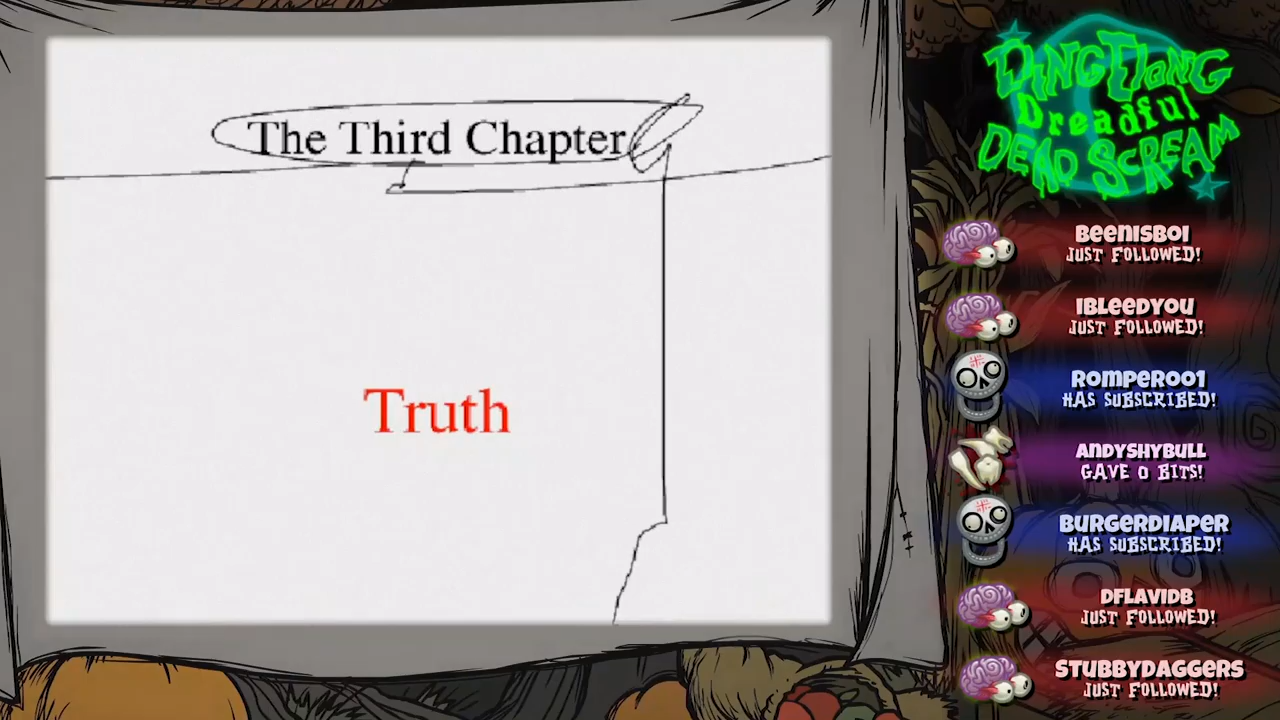 The Third Chapter
Truth
DING DONG
Dreadful
DEAD SCREAM
BEENISBOI
JUST FOLLOWED!
IBLEEDYOU
JUST FOLLOWED!
ROMPER001
HAS SUBSCRIBED!
ANDYSHYBULL
GAVE 0 BITS!
BURGERDIAPER
HAS SUBSCRIBED!
DFLAVIDB
JUST FOLLOWED!
STUBBYDAGGERS
JUST FOLLOWED!